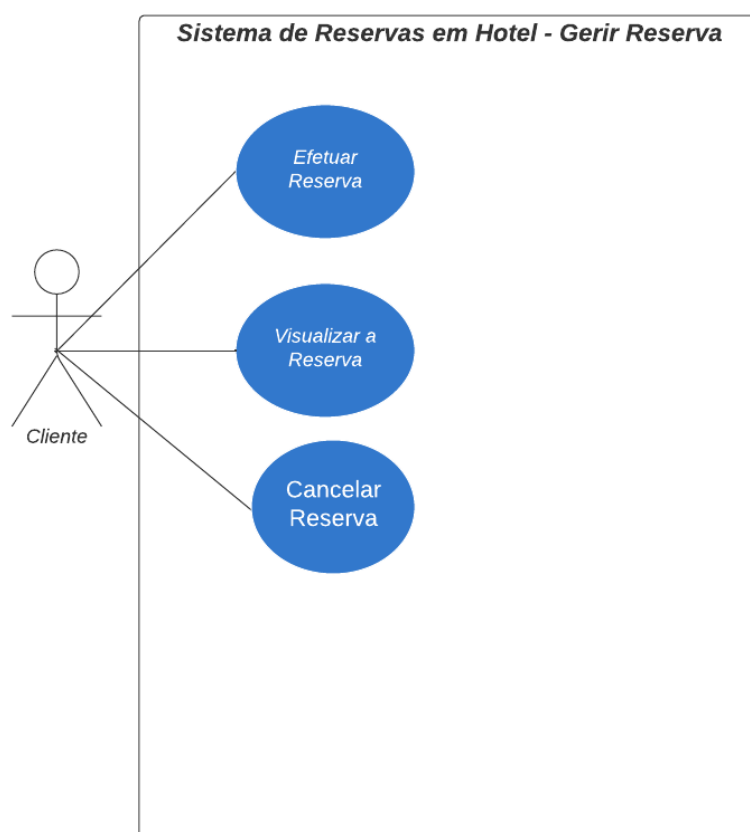 Sistema de Reservas em Hotel - Gerir Reserva
Efetuar
Reserva
Visualizar a
Reserva
Cliente
Cancelar
Reserva